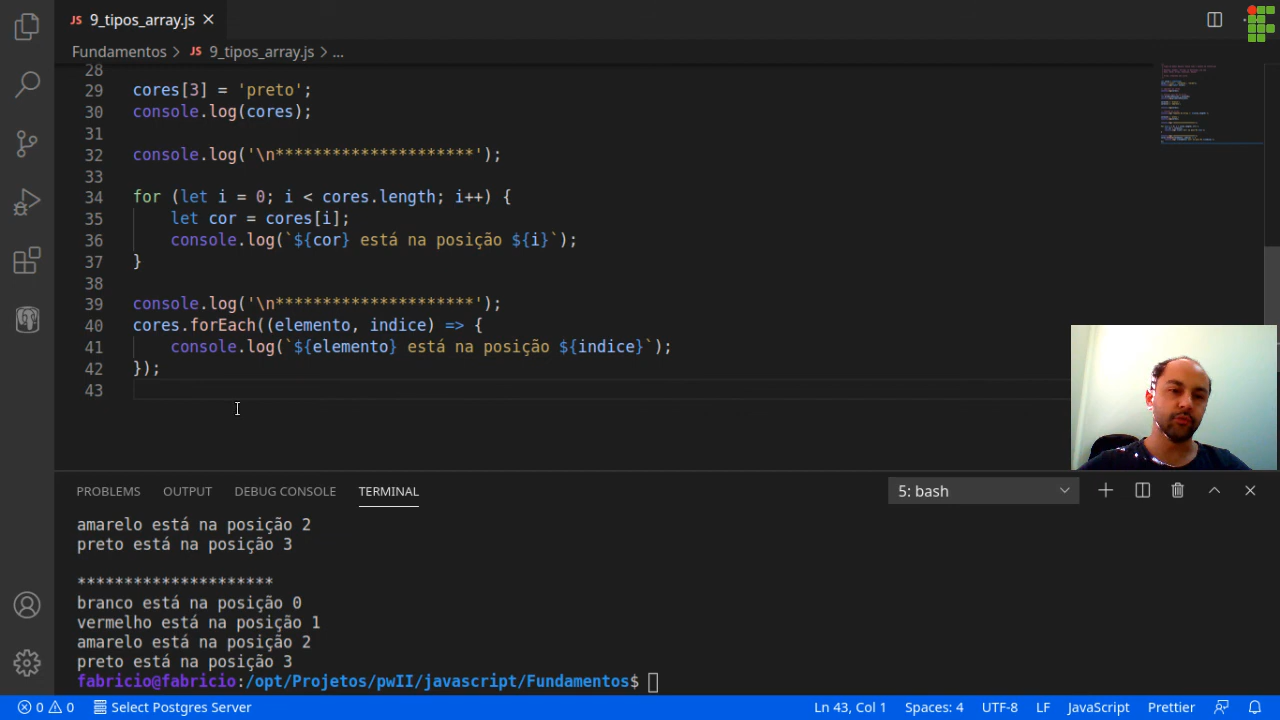 9_tipos_array.js
Fundamentos > JS 9_tipos_array.js > ...
28
29 cores[3] = 'preto';
30 console.log(cores);
31
32 console.log('\n*********************');
33
34 for (let i = 0; i < cores.length; i++) {
35 let cor = cores[i];
36 console.log(`${cor} está na posição ${i}`);
37 }
38
39 console.log('\n*********************');
40 cores.forEach((elemento, indice) => {
41 console.log(`${elemento} está na posição ${indice}`);
42 });
43
PROBLEMS OUTPUT DEBUG CONSOLE TERMINAL 5: bash
amarelo está na posição 2
preto está na posição 3
*********************
branco está na posição 0
vermelho está na posição 1
amarelo está na posição 2
preto está na posição 3
fabricio@fabricio:/opt/Projetos/pwII/javascript/Fundamentos$
0 0 Select Postgres Server Ln 43, Col 1 Spaces: 4 UTF-8 LF JavaScript Prettier